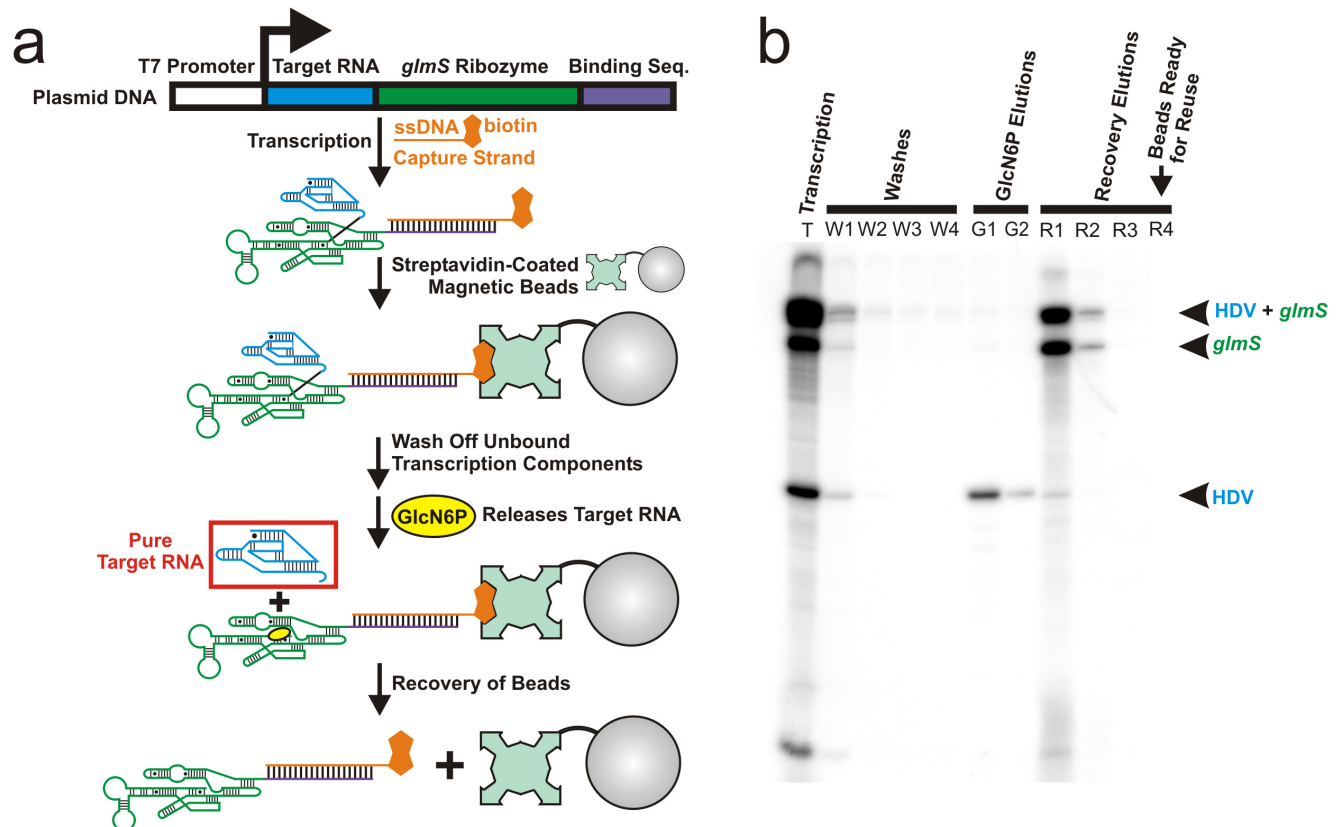 a
T7 Promoter Target RNA glmS Ribozyme Binding Seq.
Plasmid DNA
Transcription
ssDNA biotin
Capture Strand
Streptavidin-Coated
Magnetic Beads
Wash Off Unbound
Transcription Components
GlcN6P Releases Target RNA
Pure
Target RNA
+
Recovery of Beads
+
b
Transcription
Washes
GlcN6P Elutions
Recovery Elutions
Beads Ready
for Reuse
T W1 W2 W3 W4 G1 G2 R1 R2 R3 R4
HDV + glmS
glmS
HDV